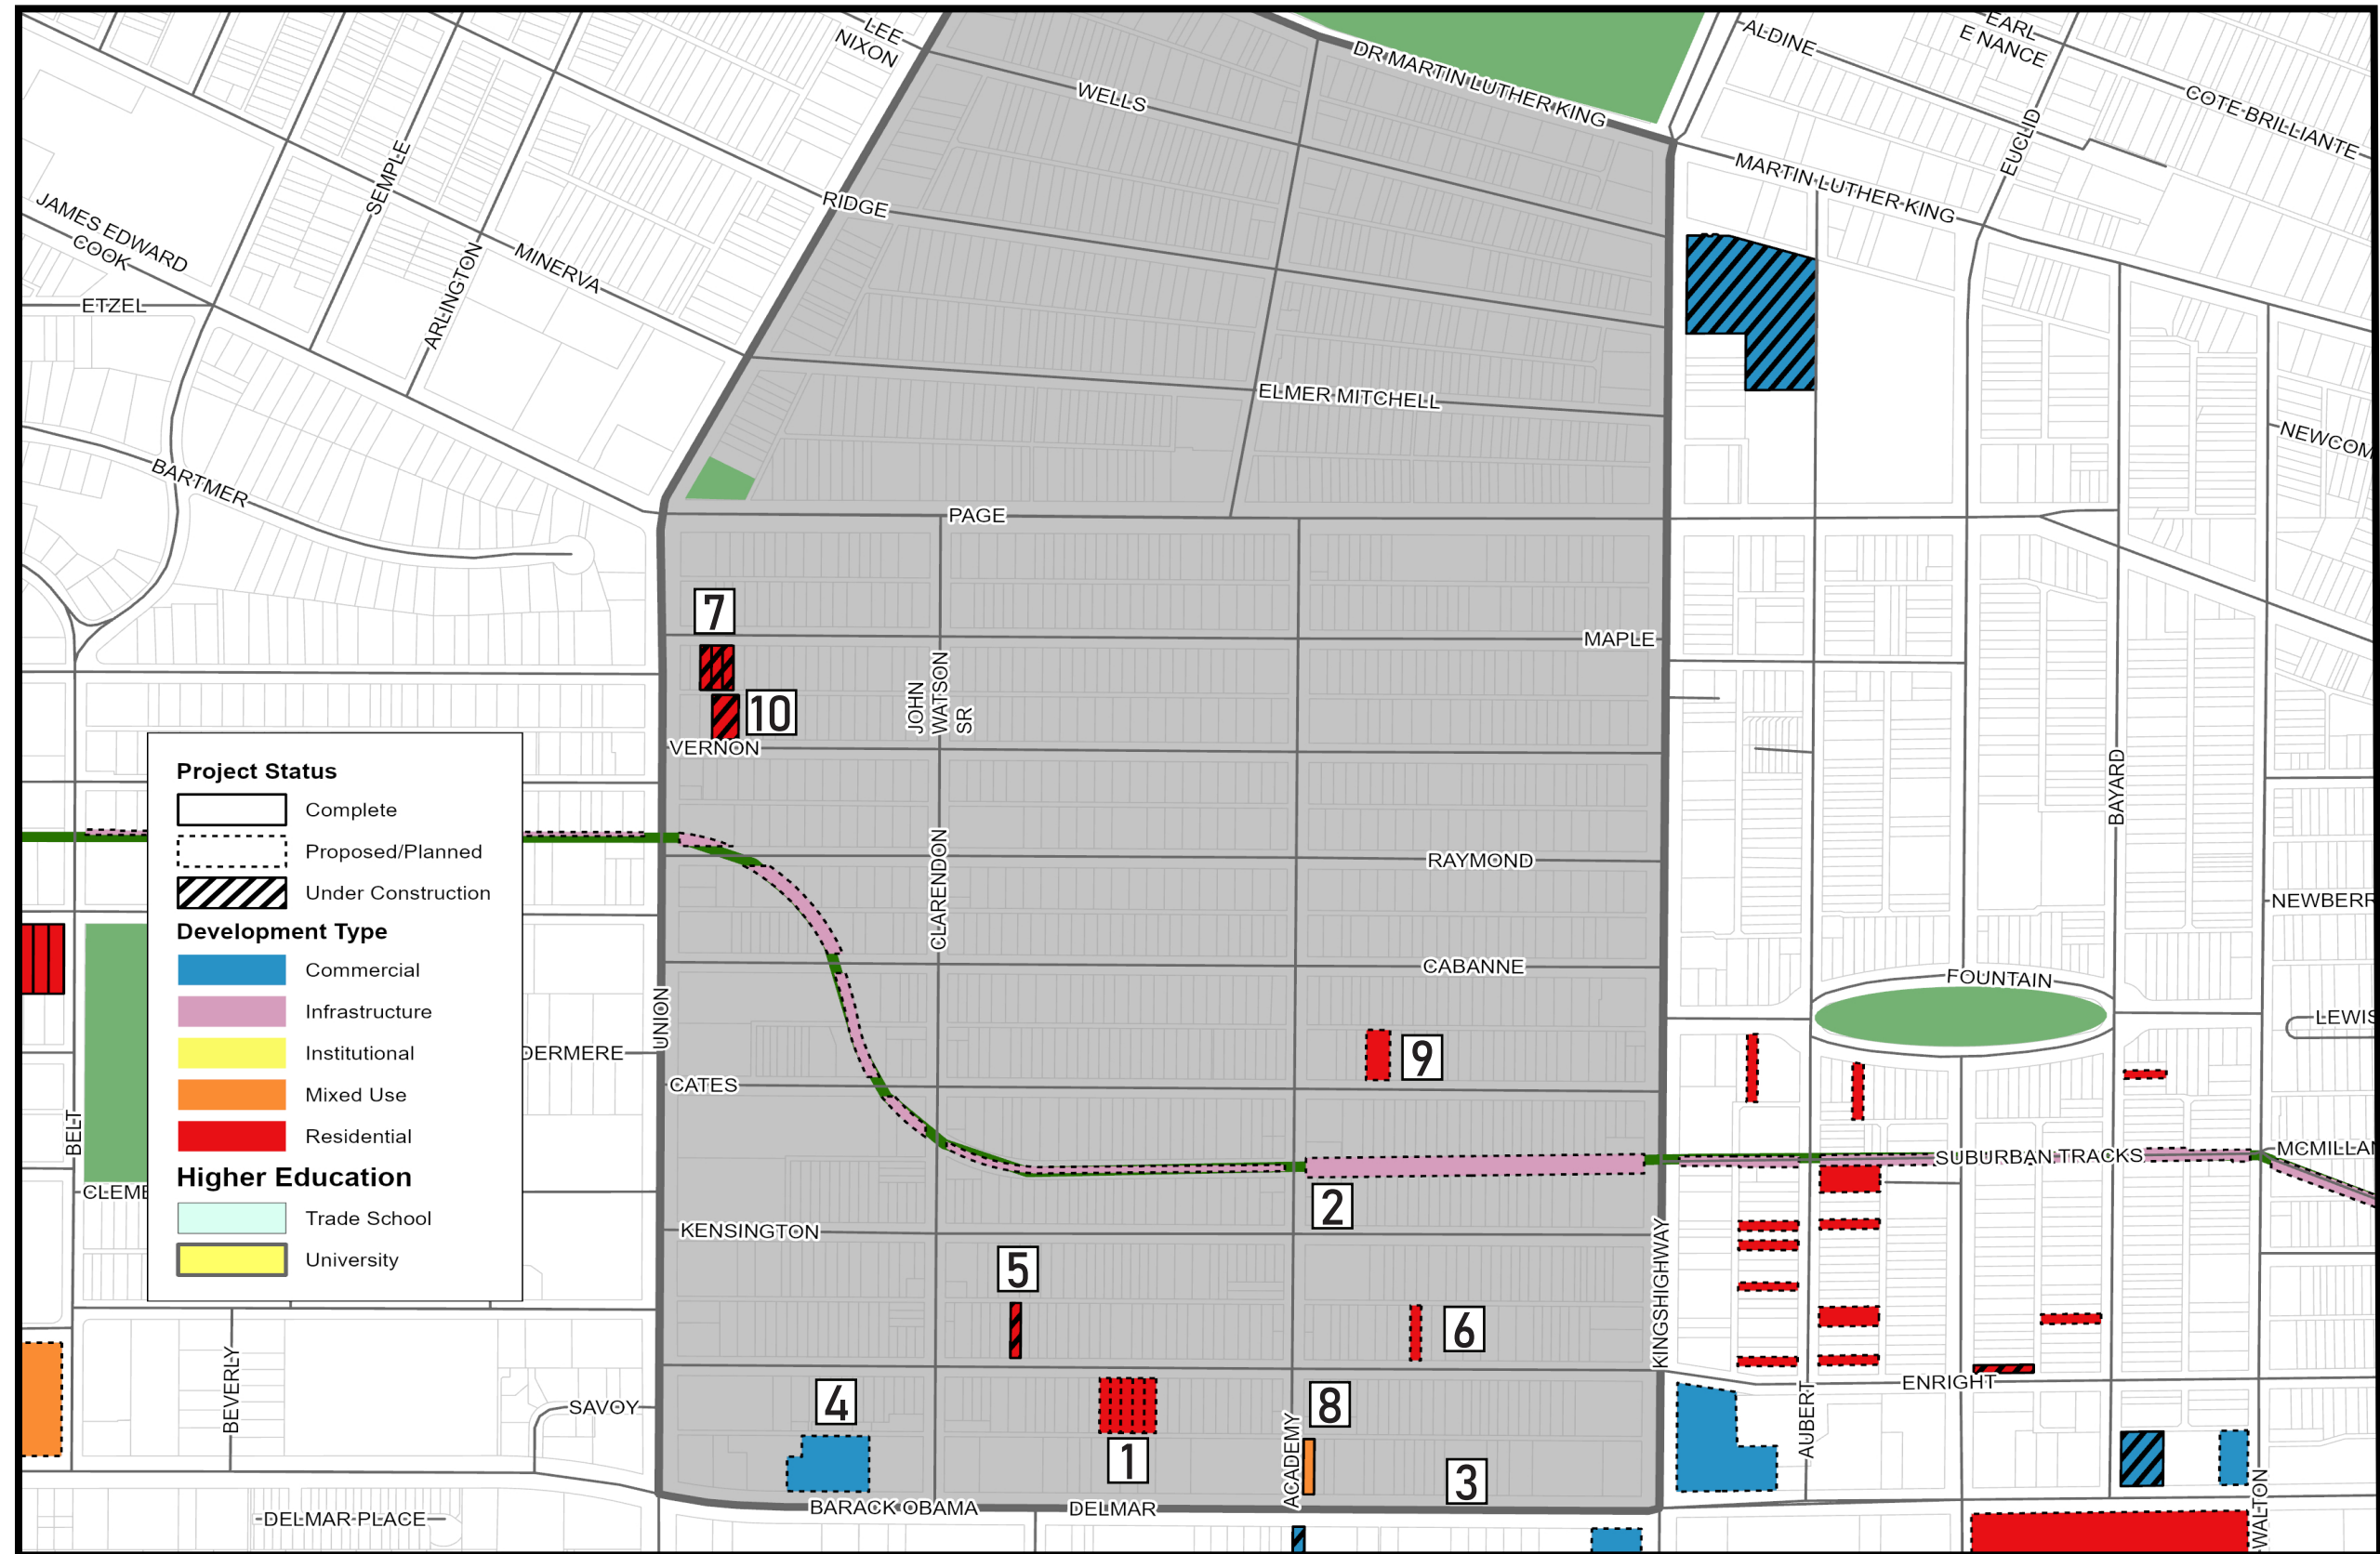 LEE
NIXON
DR MARTIN LUTHER KING
ALDINE
EARL
E NANCE
COTE BRILLIANTE
WELLS
EUCLID
MARTIN LUTHER KING
SEMPLE
RIDGE
JAMES EDWARD
COOK
ARLINGTON
MINERVA
ETZEL
ELMER MITCHELL
NEWCOM
BARTMER
PAGE
7
MAPLE
10
JOHN
WATSON
SR
VERNON
BAYARD
CLARENDON
RAYMOND
NEWBERR
CABANNE
FOUNTAIN
UNION
LEWIS
DERMERE
9
CATES
BELT
SUBURBAN TRACKS
MCMILLAN
CLEME
2
KENSINGTON
KINGSHIGHWAY
5
6
BEVERLY
SAVOY
4
8
ENRIGHT
AUBERT
1
ACADEMY
3
BARACK OBAMA
DELMAR
DELMAR PLACE
WALTON
Project Status
Complete
Proposed/Planned
Under Construction
Development Type
Commercial
Infrastructure
Institutional
Mixed Use
Residential
Higher Education
Trade School
University